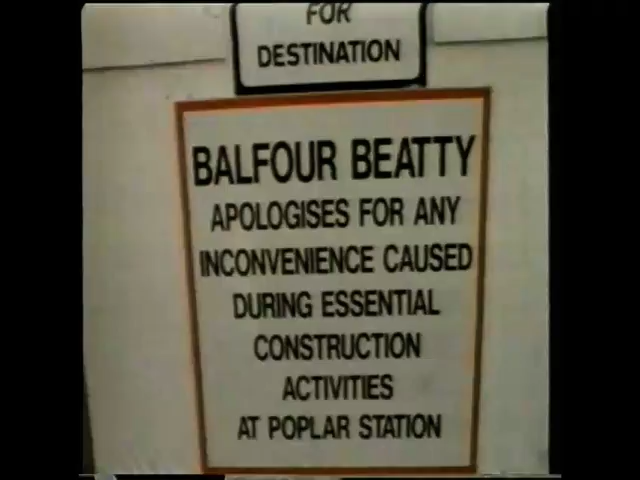 FOR
DESTINATION
BALFOUR BEATTY
APOLOGISES FOR ANY
INCONVENIENCE CAUSED
DURING ESSENTIAL
CONSTRUCTION
ACTIVITIES
AT POPLAR STATION